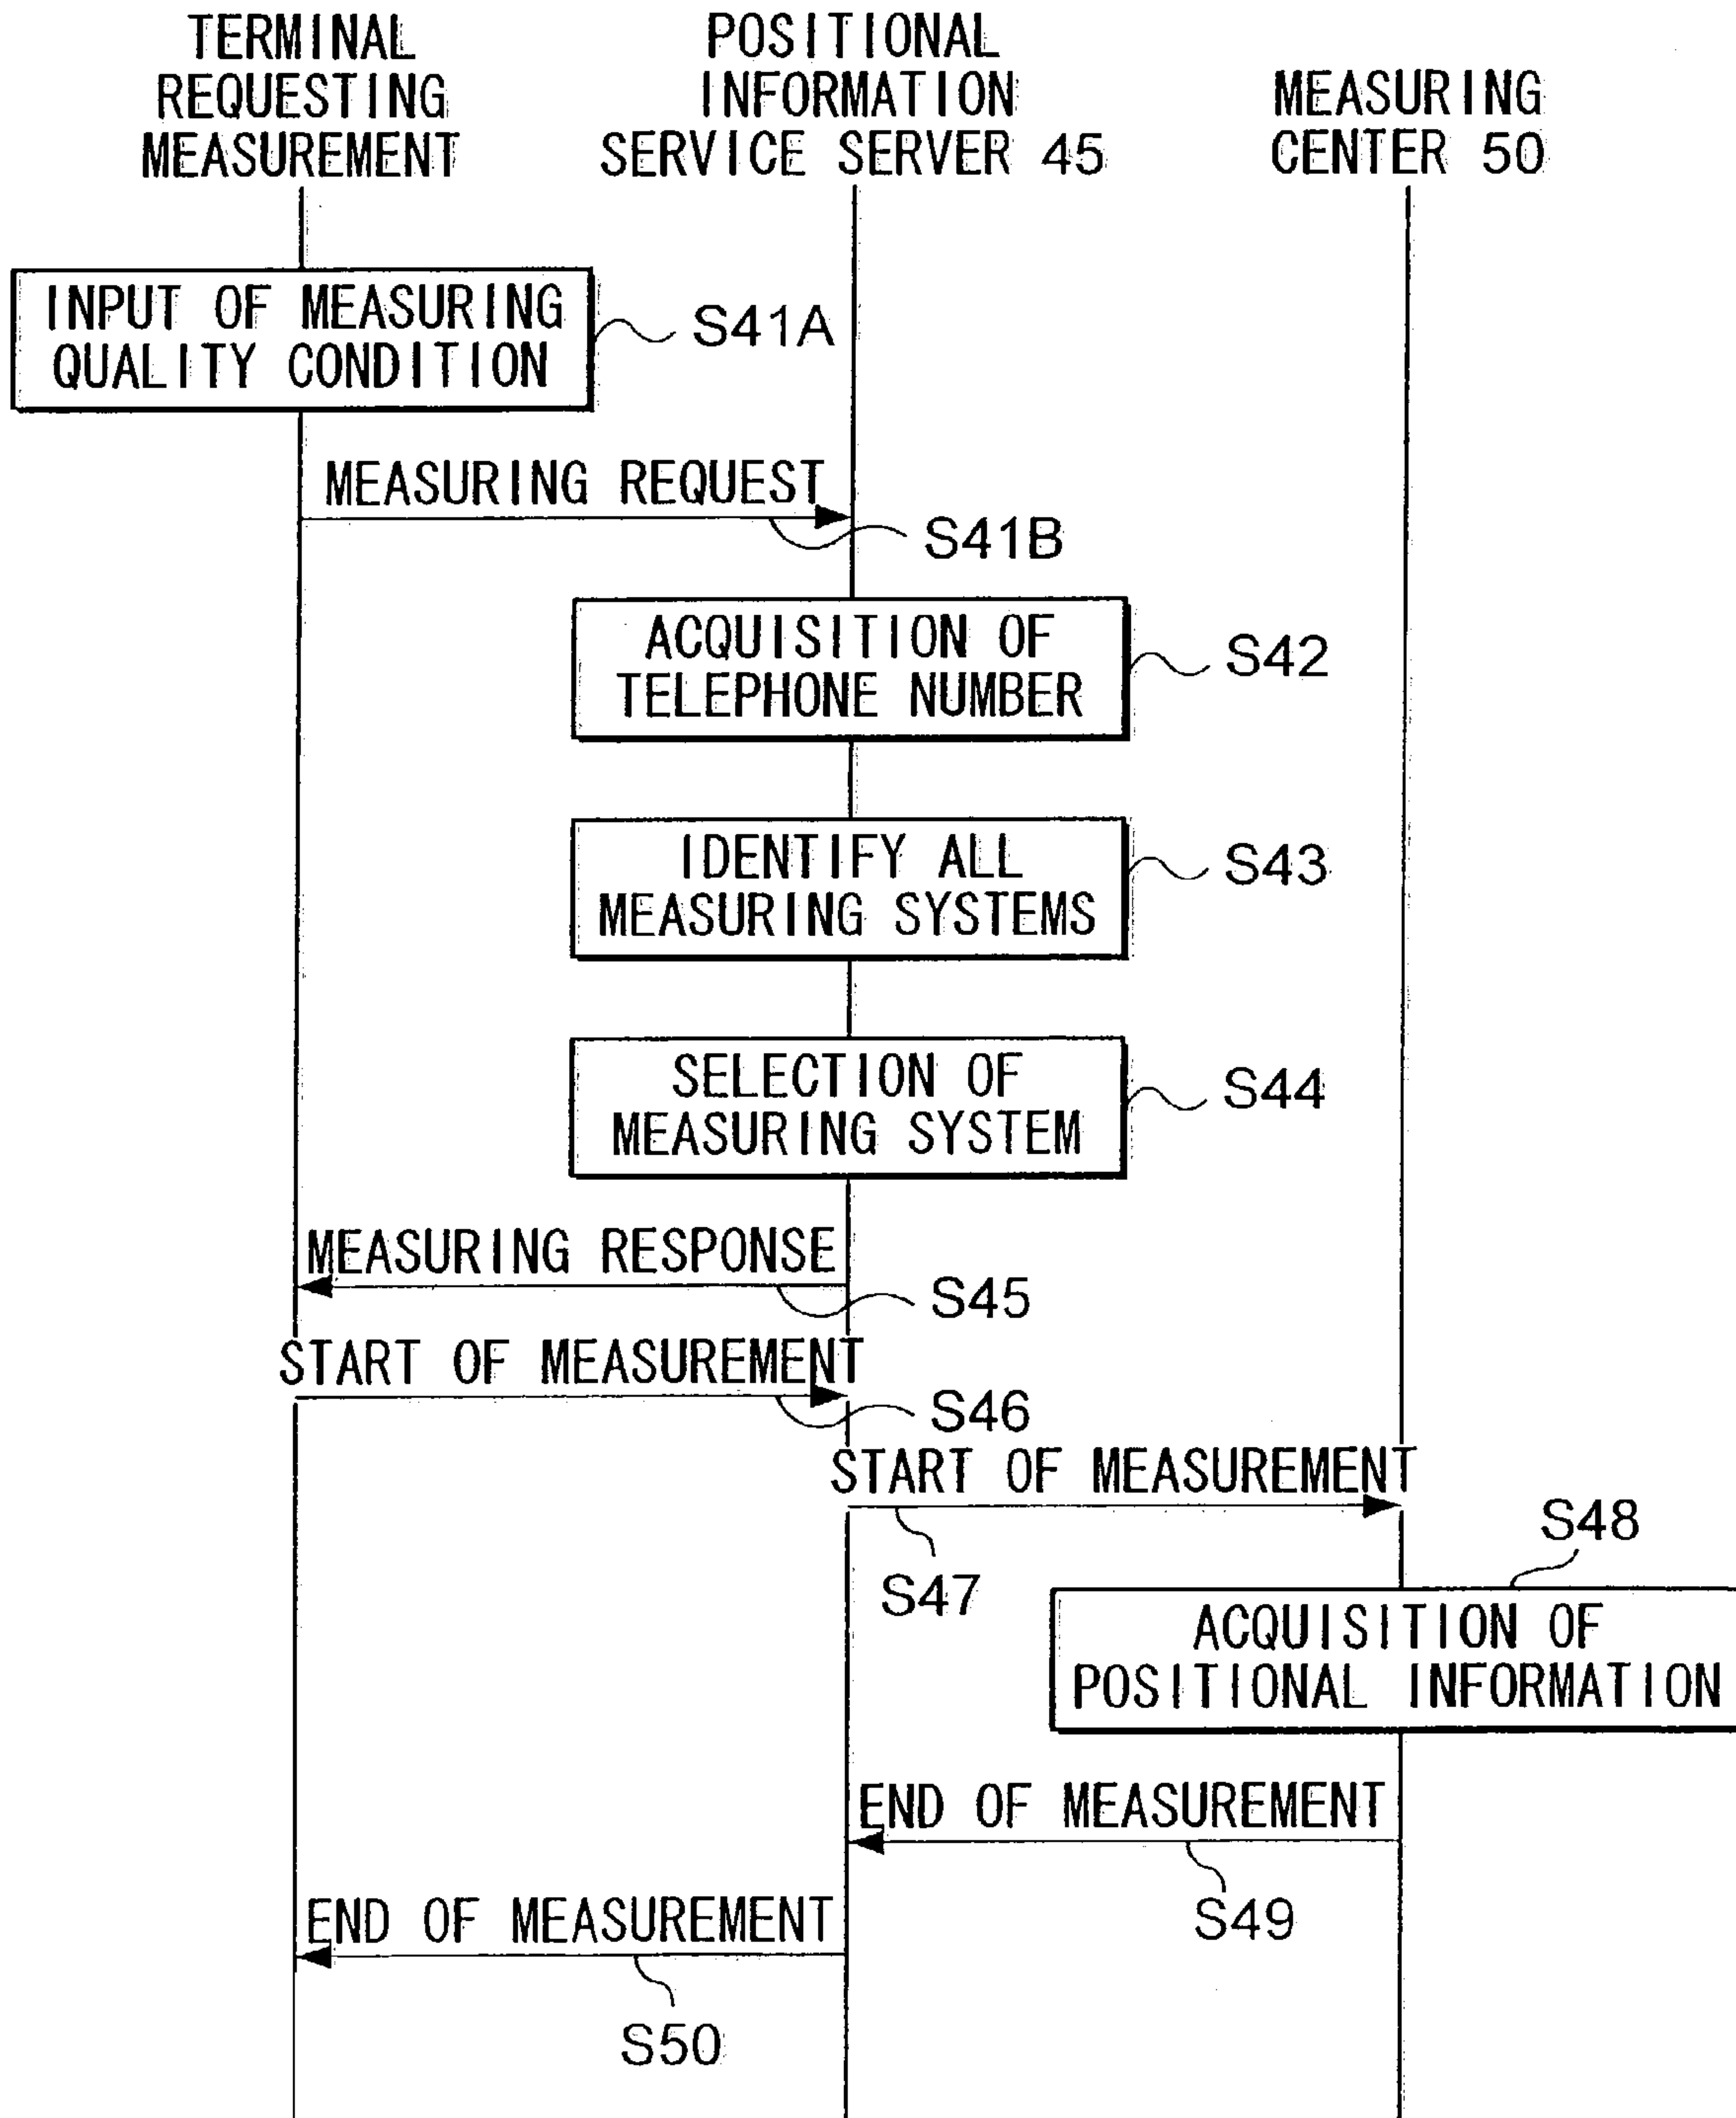 TERMINAL
REQUESTING
MEASUREMENT
POSITIONAL
INFORMATION
SERVICE SERVER 45
MEASURING
CENTER 50
INPUT OF MEASURING
QUALITY CONDITION
S41A
MEASURING REQUEST
S41B
ACQUISITION OF
TELEPHONE NUMBER
S42
IDENTIFY ALL
MEASURING SYSTEMS
S43
SELECTION OF
MEASURING SYSTEM
S44
MEASURING RESPONSE
S45
START OF MEASUREMENT
S46
START OF MEASUREMENT
S47
S48
ACQUISITION OF
POSITIONAL INFORMATION
END OF MEASUREMENT
S49
END OF MEASUREMENT
S50